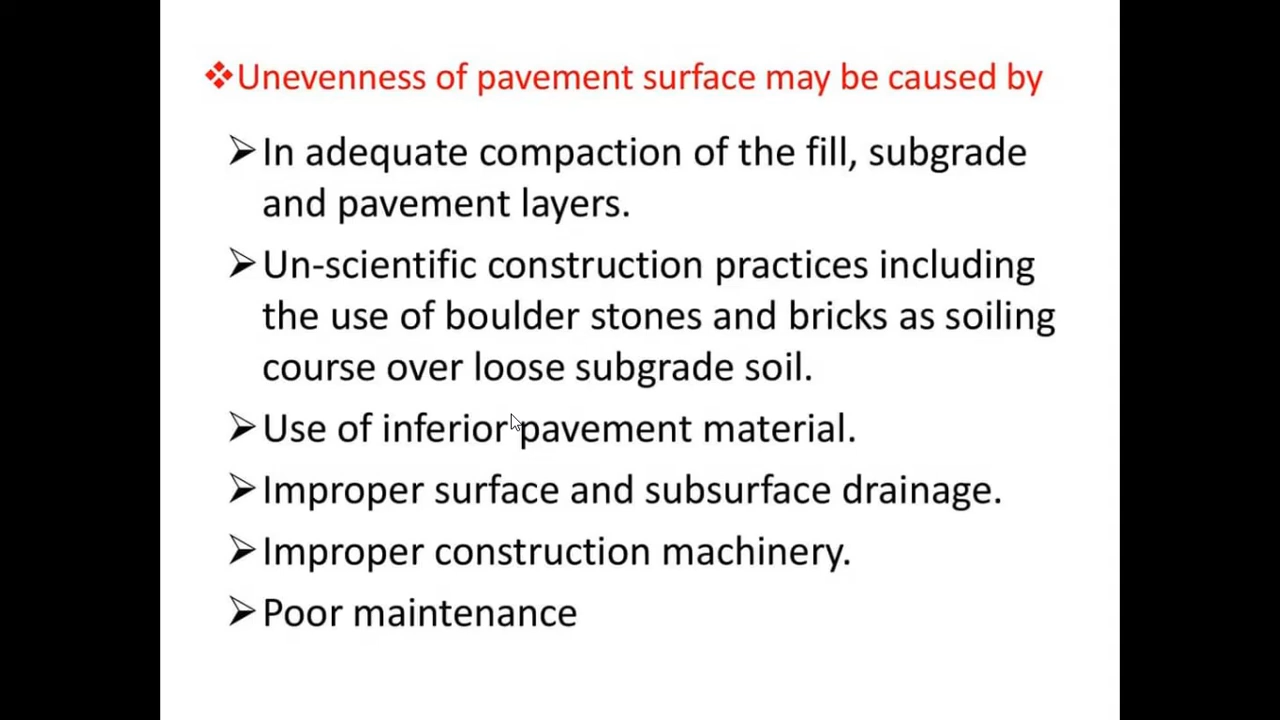 ❖Unevenness of pavement surface may be caused by
➢In adequate compaction of the fill, subgrade
and pavement layers.
➢Un-scientific construction practices including
the use of boulder stones and bricks as soiling
course over loose subgrade soil.
➢Use of inferior pavement material.
➢Improper surface and subsurface drainage.
➢Improper construction machinery.
➢Poor maintenance